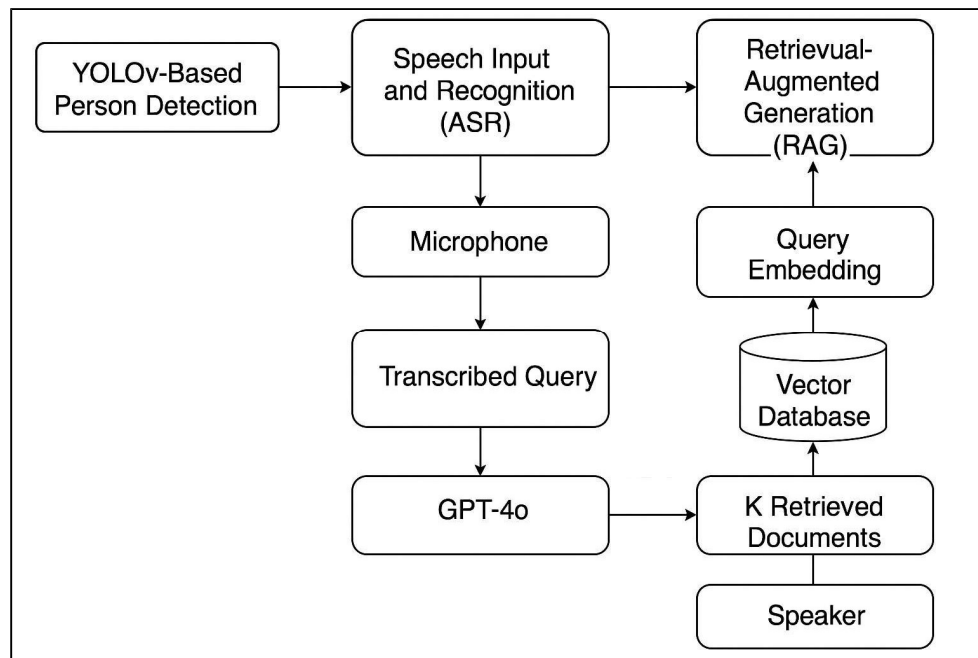 YOLOv-Based
Person Detection
Speech Input
and Recognition
(ASR)
Retrievual-
Augmented
Generation
(RAG)
Microphone
Query
Embedding
Transcribed Query
Vector
Database
GPT-4o
K Retrieved
Documents
Speaker